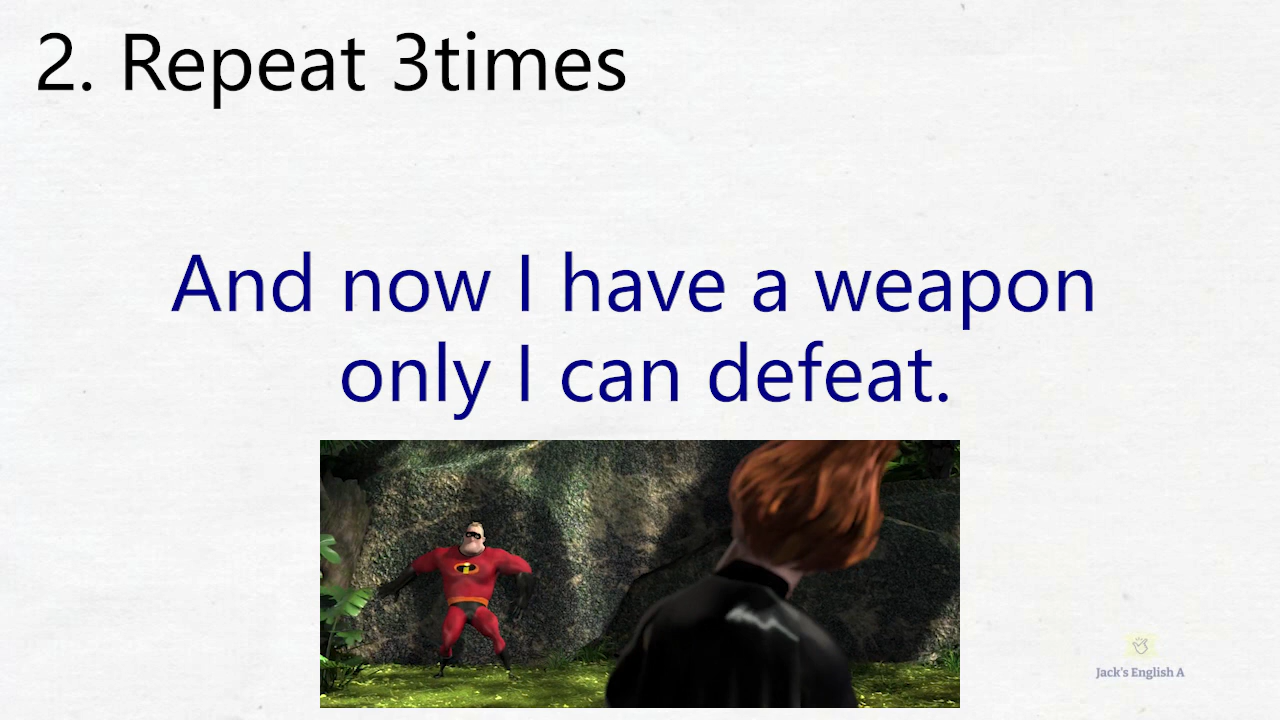 2. Repeat 3times
And now I have a weapon
only I can defeat.
Jack's English A